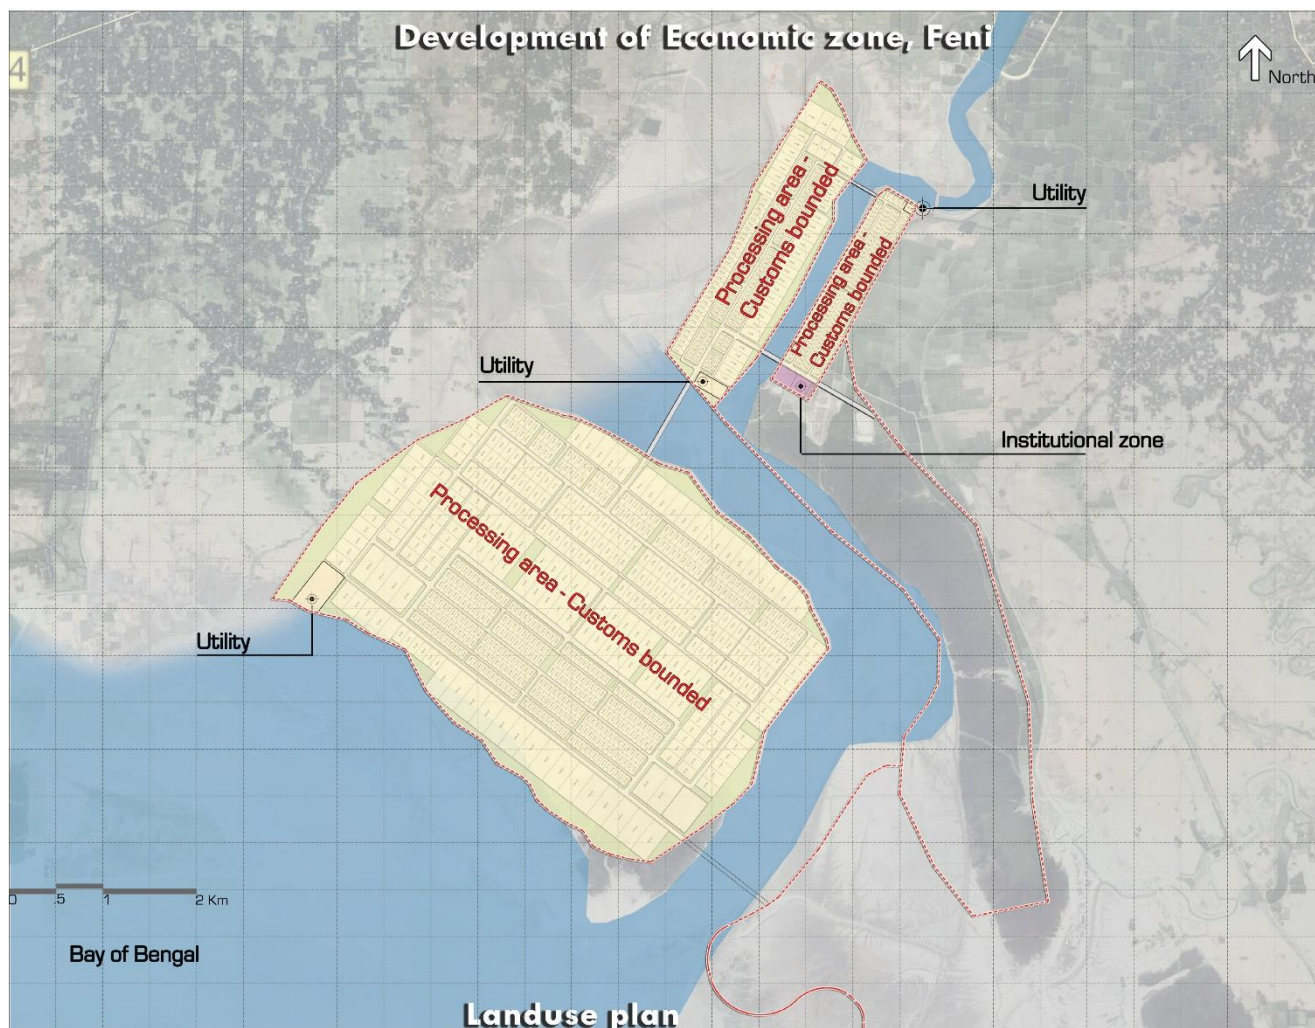 Development of Economic zone, Feni
4
North
Processing area -
Customs bounded
Utility
Processing area -
Customs bounded
Utility
Institutional zone
Processing area - Customs bounded
Utility
0 .5 1 2 Km
Bay of Bengal
Landuse plan